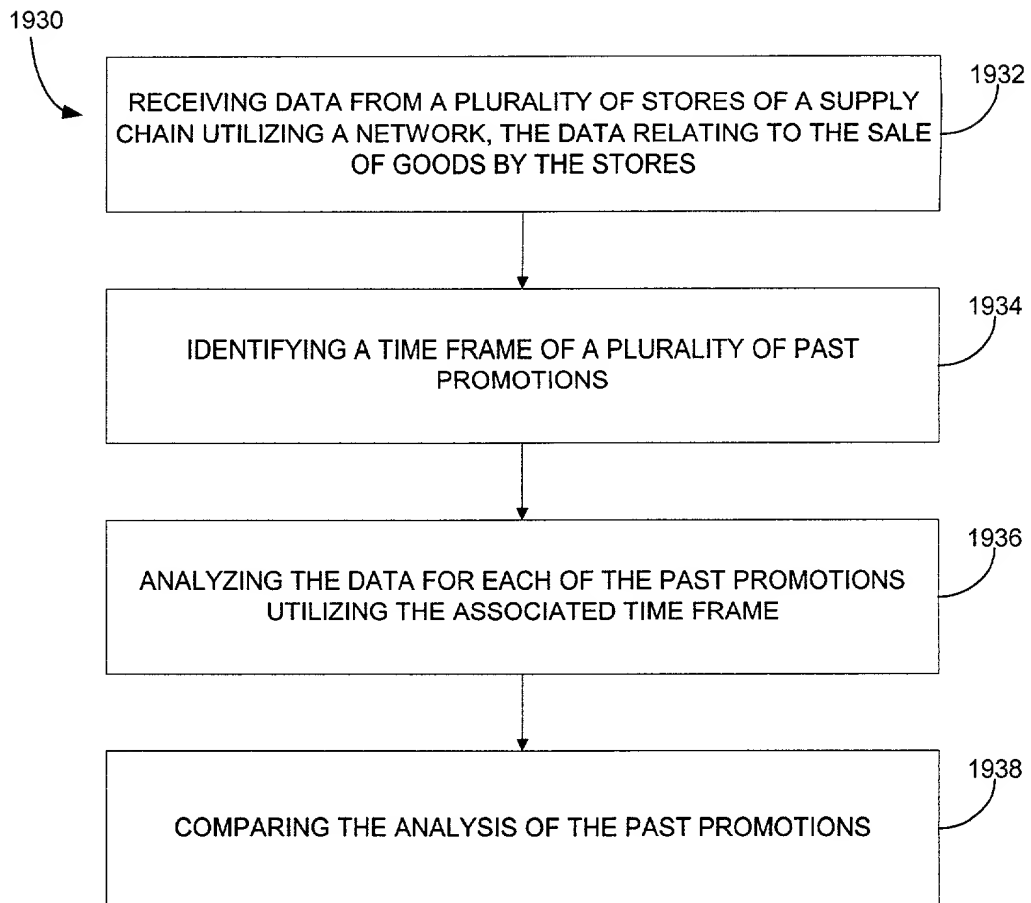 1930
1932
RECEIVING DATA FROM A PLURALITY OF STORES OF A SUPPLY
CHAIN UTILIZING A NETWORK, THE DATA RELATING TO THE SALE
OF GOODS BY THE STORES
1934
IDENTIFYING A TIME FRAME OF A PLURALITY OF PAST
PROMOTIONS
1936
ANALYZING THE DATA FOR EACH OF THE PAST PROMOTIONS
UTILIZING THE ASSOCIATED TIME FRAME
1938
COMPARING THE ANALYSIS OF THE PAST PROMOTIONS